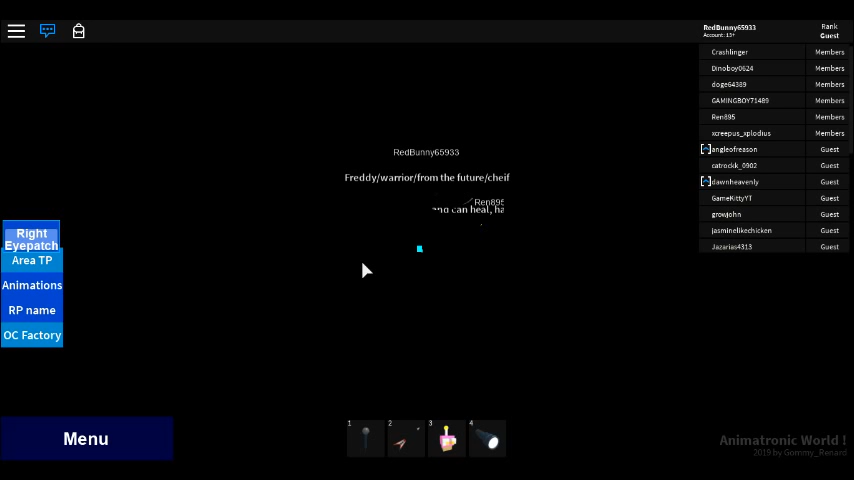 RedBunny65933
Account: 13+
Rank
Guest
Crashlinger Members
Dinoboy0624 Members
doge64389 Members
GAMINGBOY71489 Members
Ren895 Members
xcreepus_xplodius Members
angleofreason Guest
catrockk_0902 Guest
dawnheavenly Guest
GameKittyYT Guest
growjohn Guest
jasminelikechicken Guest
Jazarias4313 Guest
RedBunny65933
Freddy/warrior/from the future/cheif
Ren895
and can heal, ha
Right
Eyepatch
Area TP
Animations
RP name
OC Factory
Menu
1 2 3 4
Animatronic World !
2019 by Gommy_Renard